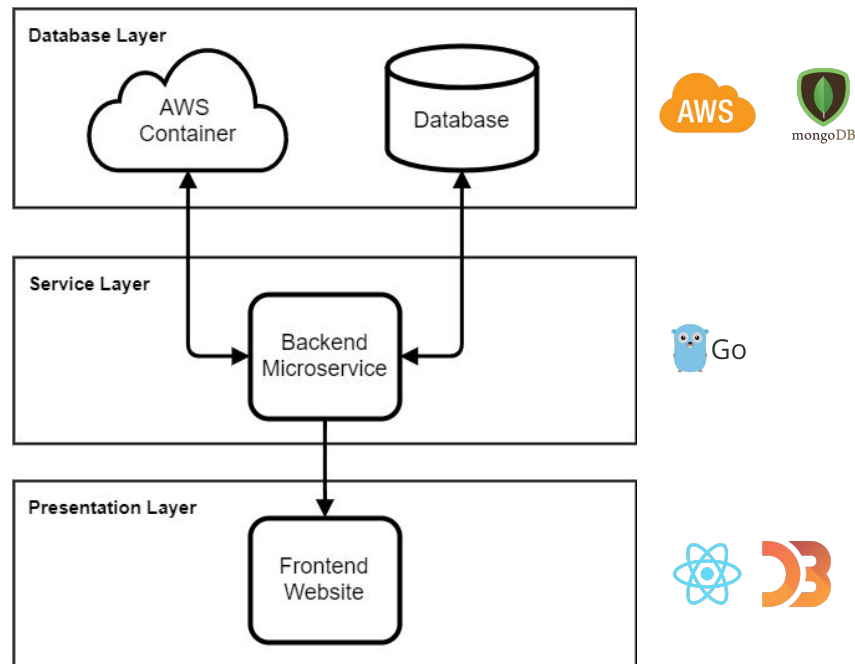 Database Layer
AWS
Container
Database
AWS
mongoDB
Service Layer
Backend
Microservice
Go
Presentation Layer
Frontend
Website